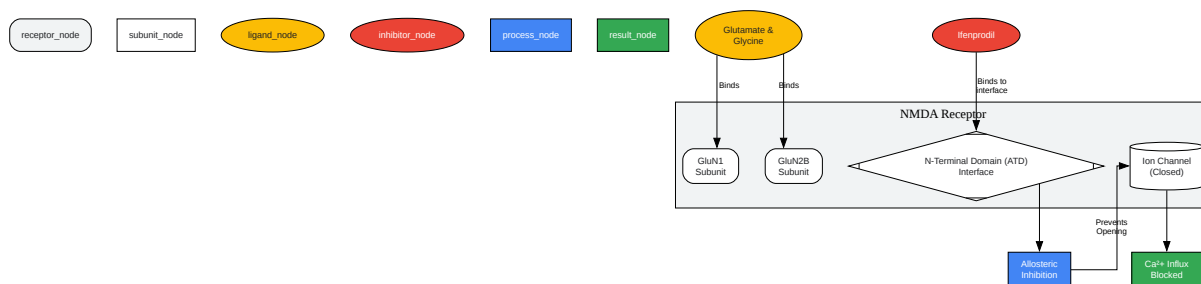 receptor_node
subunit_node
ligand_node
inhibitor_node
process_node
result_node
Glutamate &
Glycine
Ifenprodil
Binds
Binds
Binds to
interface
NMDA Receptor
GluN1
Subunit
GluN2B
Subunit
N-Terminal Domain (ATD)
Interface
Ion Channel
(Closed)
Prevents
Opening
Allosteric
Inhibition
Ca²+ Influx
Blocked